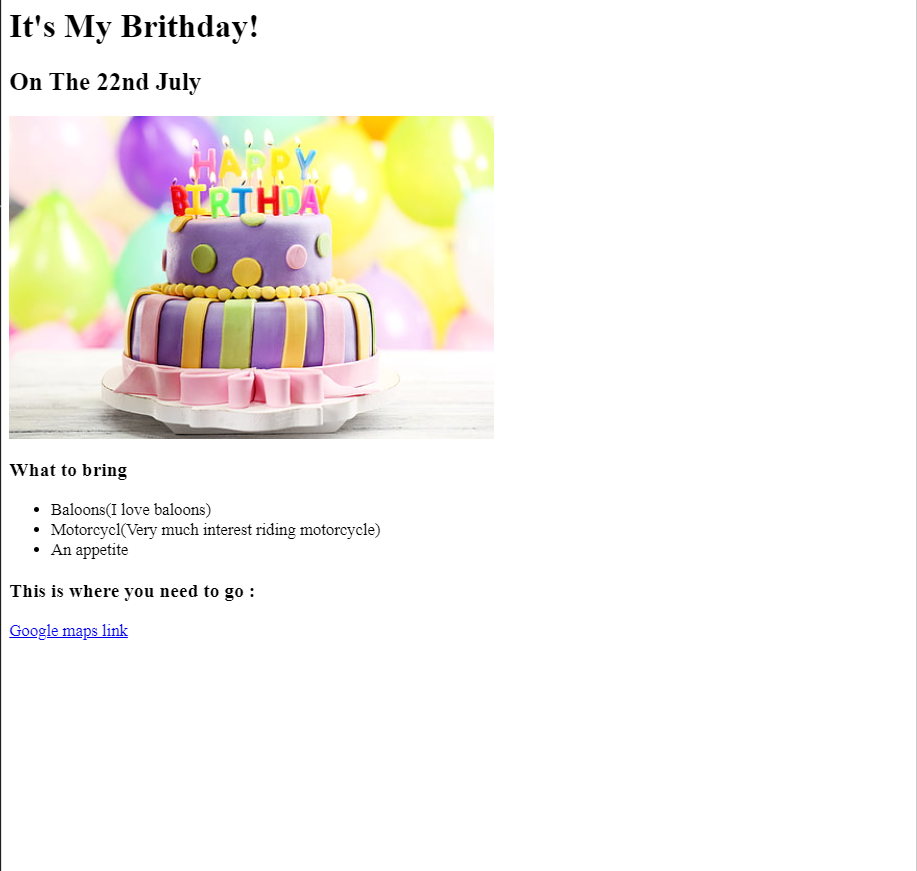 It's My Brithday!
On The 22nd July
HAPPY
BIRTHDAY
What to bring
Baloons(I love baloons)
Motorcycl(Very much interest riding motorcycle)
An appetite
This is where you need to go :
Google maps link